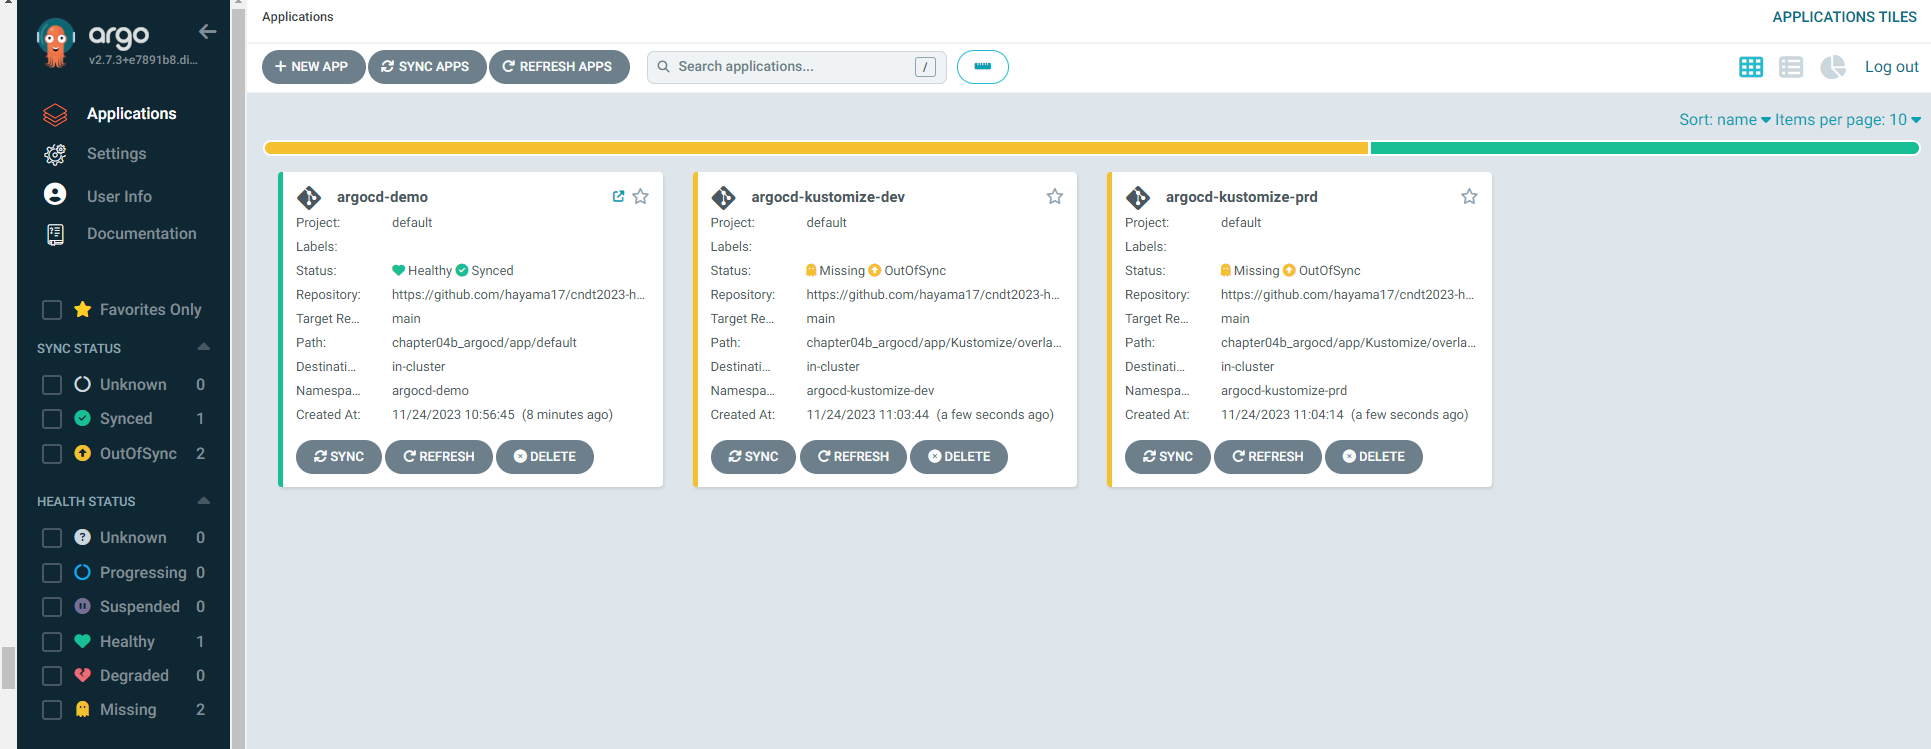 argo
v2.7.3+e7891b8.di...
Applications
Settings
User Info
Documentation
Favorites Only
SYNC STATUS
Unknown 0
Synced 1
OutOfSync 2
HEALTH STATUS
Unknown 0
Progressing 0
Suspended 0
Healthy 1
Degraded 0
Missing 2
Applications
APPLICATIONS TILES
NEW APP SYNC APPS REFRESH APPS Search applications... / Log out
Sort: name Items per page: 10
argocd-demo
Project: default
Labels:
Status: Healthy Synced
Repository: https://github.com/hayama17/cndt2023-h...
Target Re... main
Path: chapter04b_argocd/app/default
Destinati... in-cluster
Namespa... argocd-demo
Created At: 11/24/2023 10:56:45 (8 minutes ago)
SYNC REFRESH DELETE
argocd-kustomize-dev
Project: default
Labels:
Status: Missing OutOfSync
Repository: https://github.com/hayama17/cndt2023-h...
Target Re... main
Path: chapter04b_argocd/app/Kustomize/overla...
Destinati... in-cluster
Namespa... argocd-kustomize-dev
Created At: 11/24/2023 11:03:44 (a few seconds ago)
SYNC REFRESH DELETE
argocd-kustomize-prd
Project: default
Labels:
Status: Missing OutOfSync
Repository: https://github.com/hayama17/cndt2023-h...
Target Re... main
Path: chapter04b_argocd/app/Kustomize/overla...
Destinati... in-cluster
Namespa... argocd-kustomize-prd
Created At: 11/24/2023 11:04:14 (a few seconds ago)
SYNC REFRESH DELETE